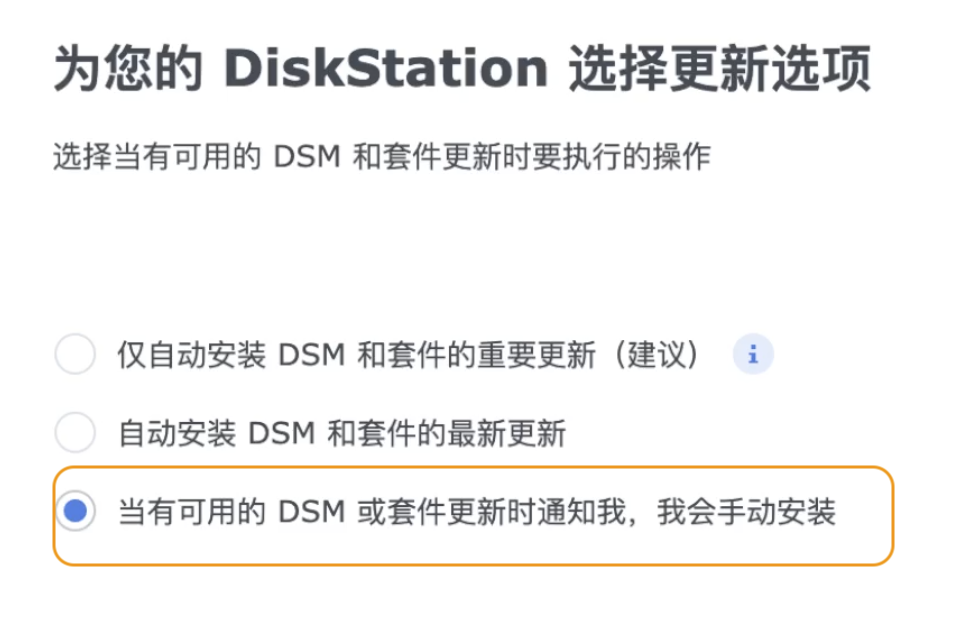 为您的 DiskStation 选择更新选项
选择当有可用的 DSM 和套件更新时要执行的操作
仅自动安装 DSM 和套件的重要更新（建议） i
自动安装 DSM 和套件的最新更新
当有可用的 DSM 或套件更新时通知我，我会手动安装